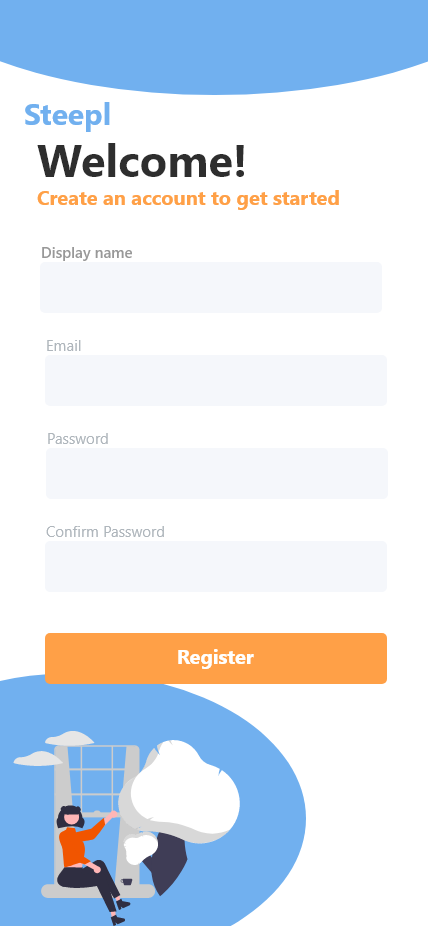 Steepl
Welcome!
Create an account to get started
Display name
Email
Password
Confirm Password
Register